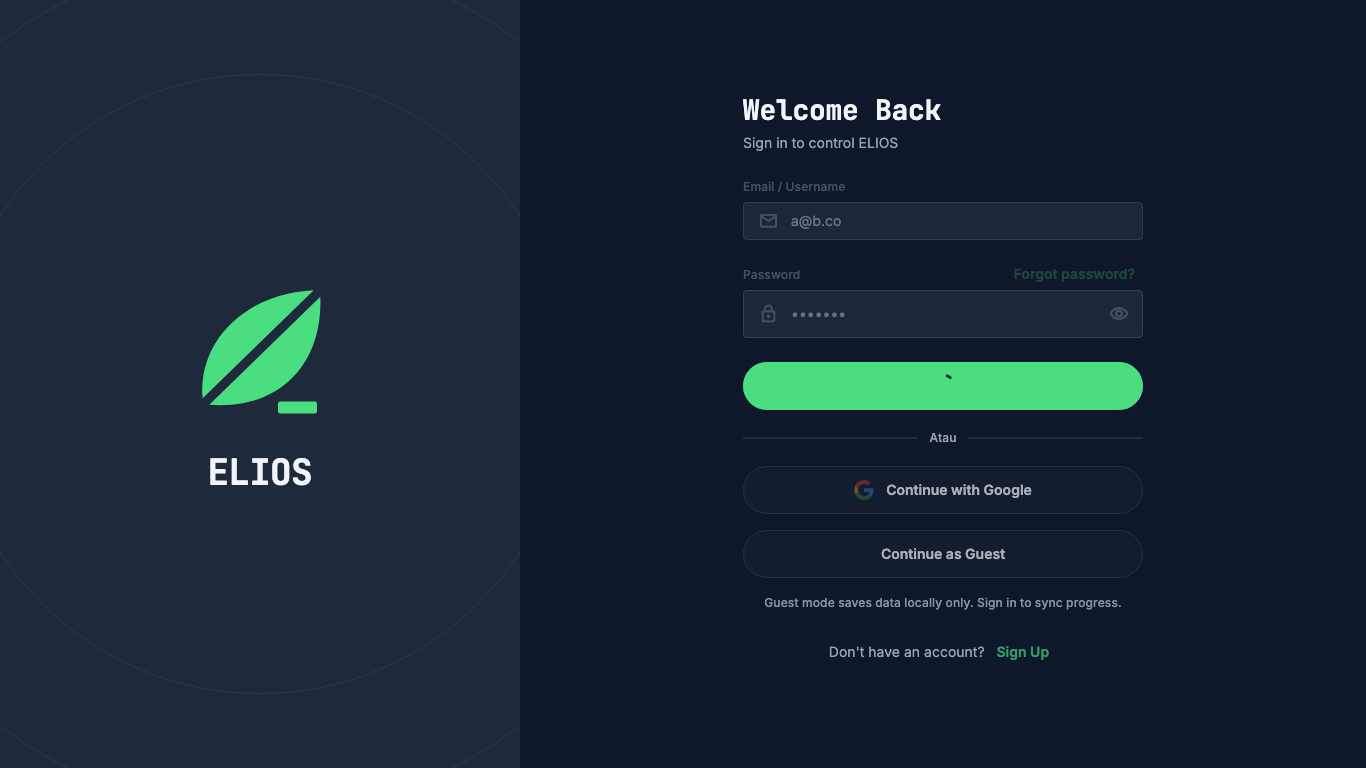 ELIOS
Welcome Back
Sign in to control ELIOS
Email / Username
a@b.co
Password
Forgot password?
•••••••
Atau
Continue with Google
Continue as Guest
Guest mode saves data locally only. Sign in to sync progress.
Don't have an account? Sign Up